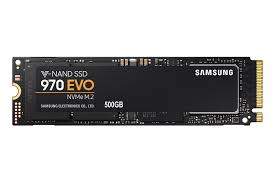 V-NAND SSD
970 EVO
NVMe M.2
SAMSUNG ELECTRONICS CO., LTD.
500GB
SAMSUNG